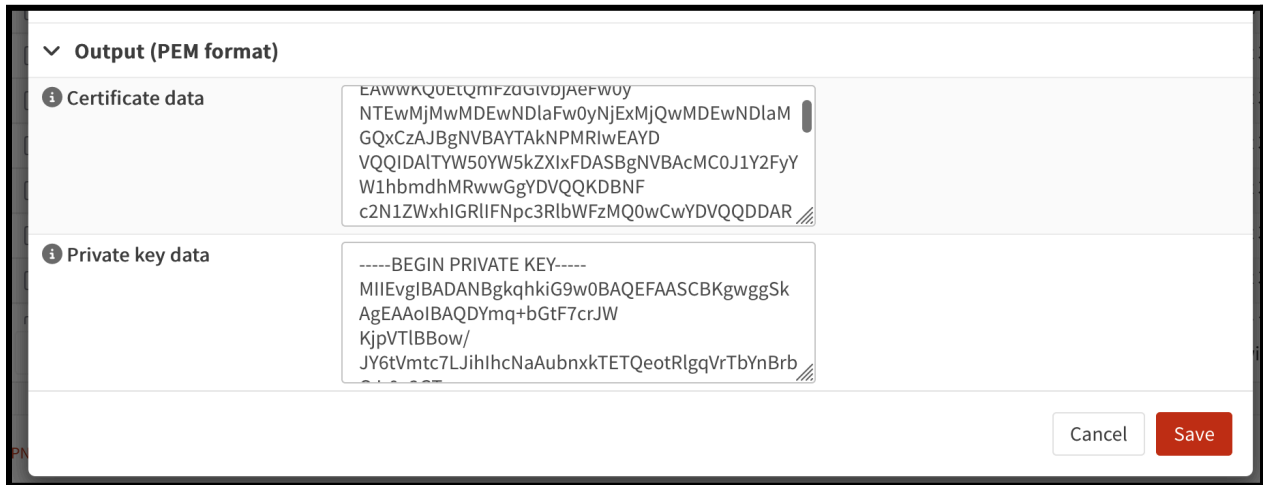 Output (PEM format)
Certificate data
EAwwKQ0EtQmFzdGlvbjAeFw0y
NTEwMjMwMDEwNDlaFw0yNjExMjQwMDEwNDlaM
GQxCzAJBgNVBAYTAkNPMRIwEAYD
VQQIDAlTYW50YW5kZXIxFDASBgNVBAcMC0J1Y2FyY
W1hbmdhMRwwGgYDVQQKDBNF
c2N1ZWxhIGRlIFNpc3RlbWFzMQ0wCwYDVQQDDAR
Private key data
-----BEGIN PRIVATE KEY-----
MIIEvgIBADANBgkqhkiG9w0BAQEFAASCBKgwggSk
AgEAAoIBAQDYmq+bGtF7crJW
KjpVTlBBow/
JY6tVmtc7LJihIhcNaAubnxkTETQeotRlgqVrTbYnBrb
Cancel
Save